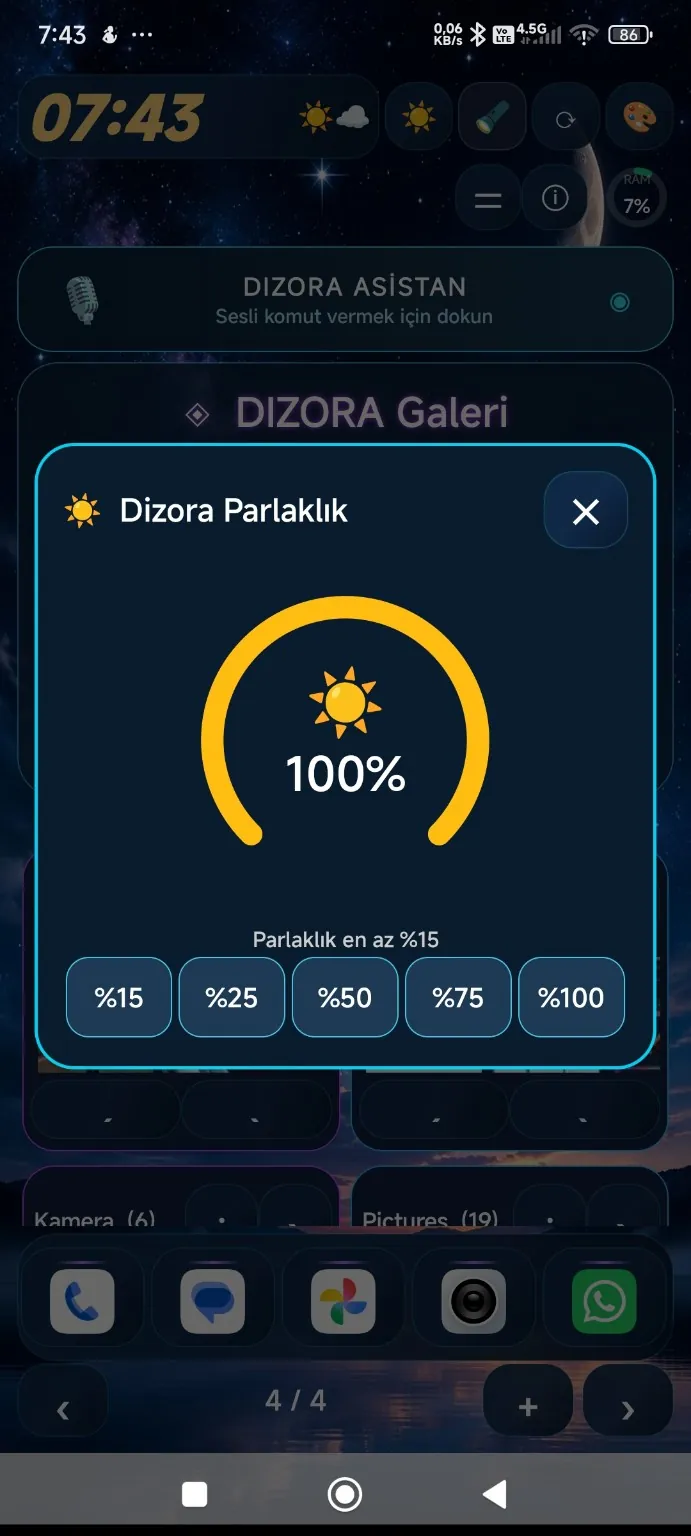 7:43 ... 0,06 KB/s Vo LTE 4.5G 86
07:43
RAM
7%
DIZORA ASİSTAN
Sesli komut vermek için dokun
DIZORA Galeri
Dizora Parlaklık
100%
Parlaklık en az %15
%15 %25 %50 %75 %100
Kamera (6) Pictures (19)
4 / 4